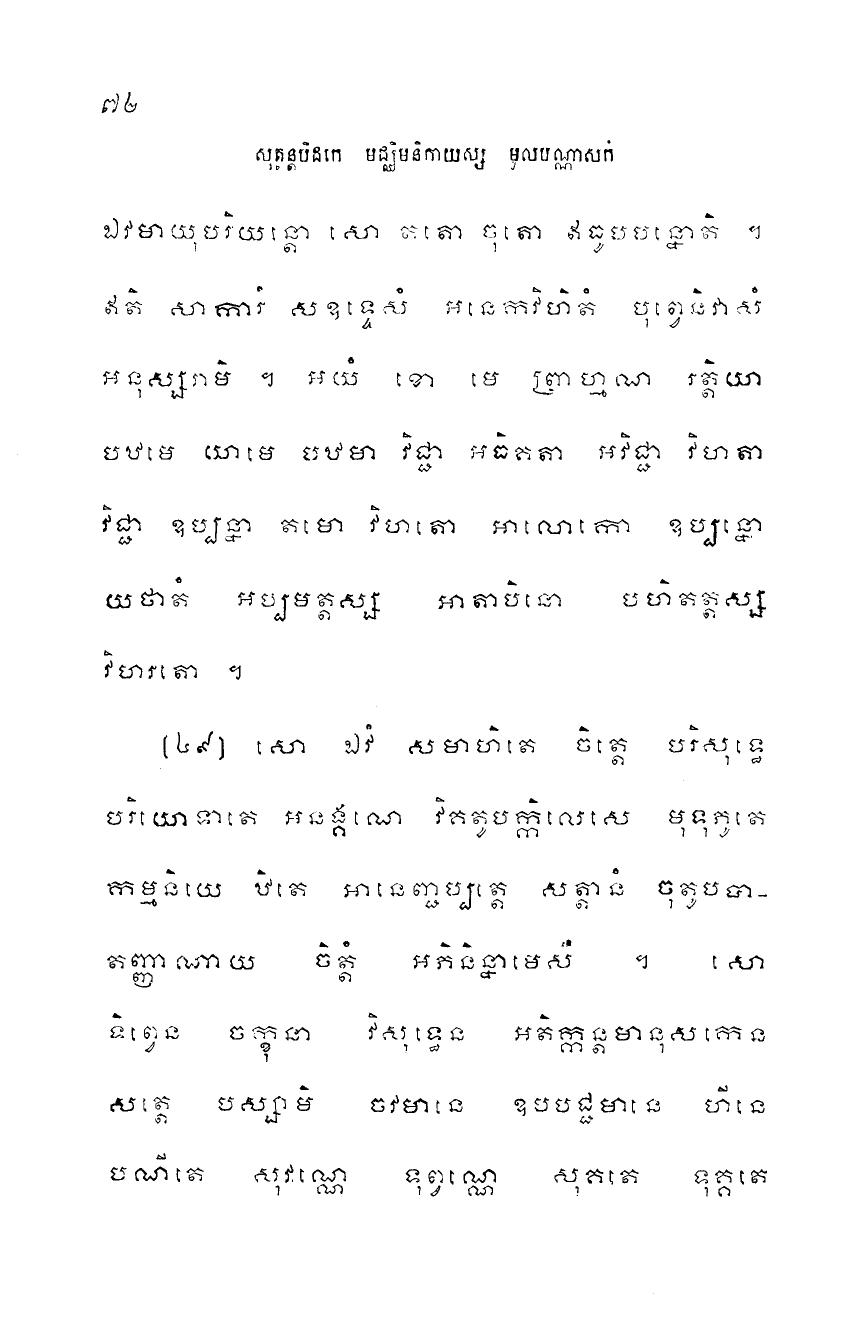 ៧៤
សុត្តន្តបិដកេ មជ្ឈិមនិកាយស្ស មូលបណ្ណាសកំ
ឯវមាយុបរិយន្តោ សោ តតោ ចុតោ ឥធូបបន្នោតិ ។
ឥតិ សាការំ សឧទ្ទេសំ អនេកវិហិតំ បុព្វេនិវាសំ
អនុស្សរាមិ ។ អយំ ខោ មេ ព្រាហ្មណ រត្តិយា
បឋមេ យាមេ បឋមា វិជ្ជា អធិគតា អវិជ្ជា វិហតា
វិជ្ជា ឧប្បន្នា តមោ វិហតោ អាលោកោ ឧប្បន្នោ
យថាតំ អប្បមត្តស្ស អាតាបិនោ បហិតត្តស្ស
វិហរតោ ។
(៤៩) សោ ឯវំ សមាហិតេ ចិត្តេ បរិសុទ្ធេ
បរិយោទាតេ អនង្គណេ វិគតូបក្កិលេសេ មុទុភូតេ
កម្មនិយេ ឋិតេ អានេញ្ជប្បត្តេ សត្តានំ ចុតូបបា-
តញ្ញាណាយ ចិត្តំ អភិនិន្នាមេសឹ ។ សោ
ទិព្វេន ចក្ខុនា វិសុទ្ធេន អតិក្កន្តមានុសកេន
សត្តេ បស្សាមិ ចវមានេ ឧបបជ្ជមានេ ហីនេ
បណីតេ សុវណ្ណេ ទុព្វណ្ណេ សុគតេ ទុគ្គតេ